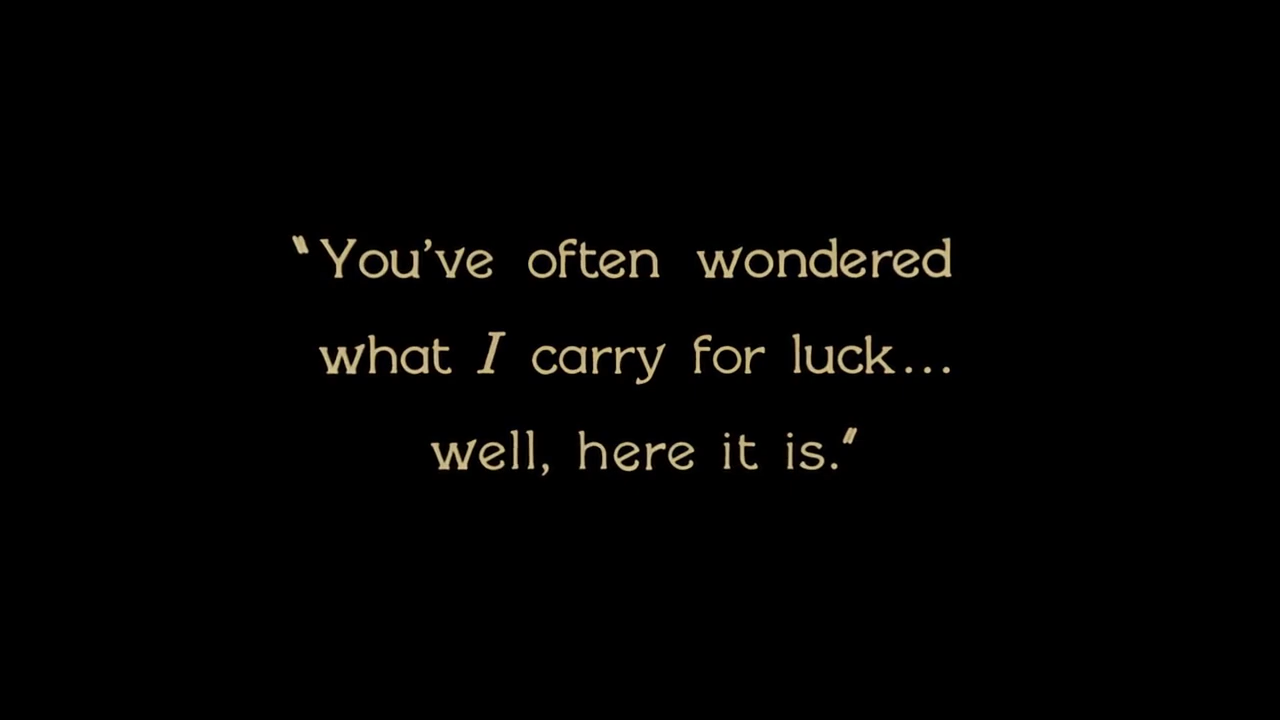 "You've often wondered
what I carry for luck...
well, here it is."